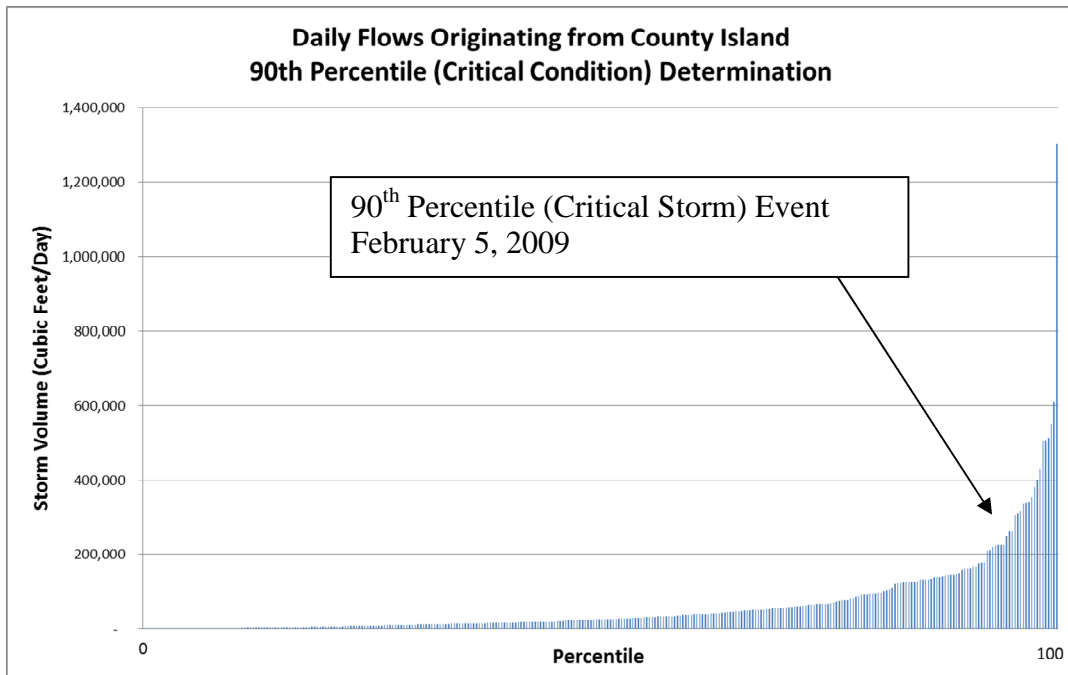 Daily Flows Originating from County Island
90th Percentile (Critical Condition) Determination
1,400,000
1,200,000
1,000,000
800,000
600,000
400,000
200,000
-
Storm Volume (Cubic Feet/Day)
90th Percentile (Critical Storm) Event
February 5, 2009
0
100
Percentile